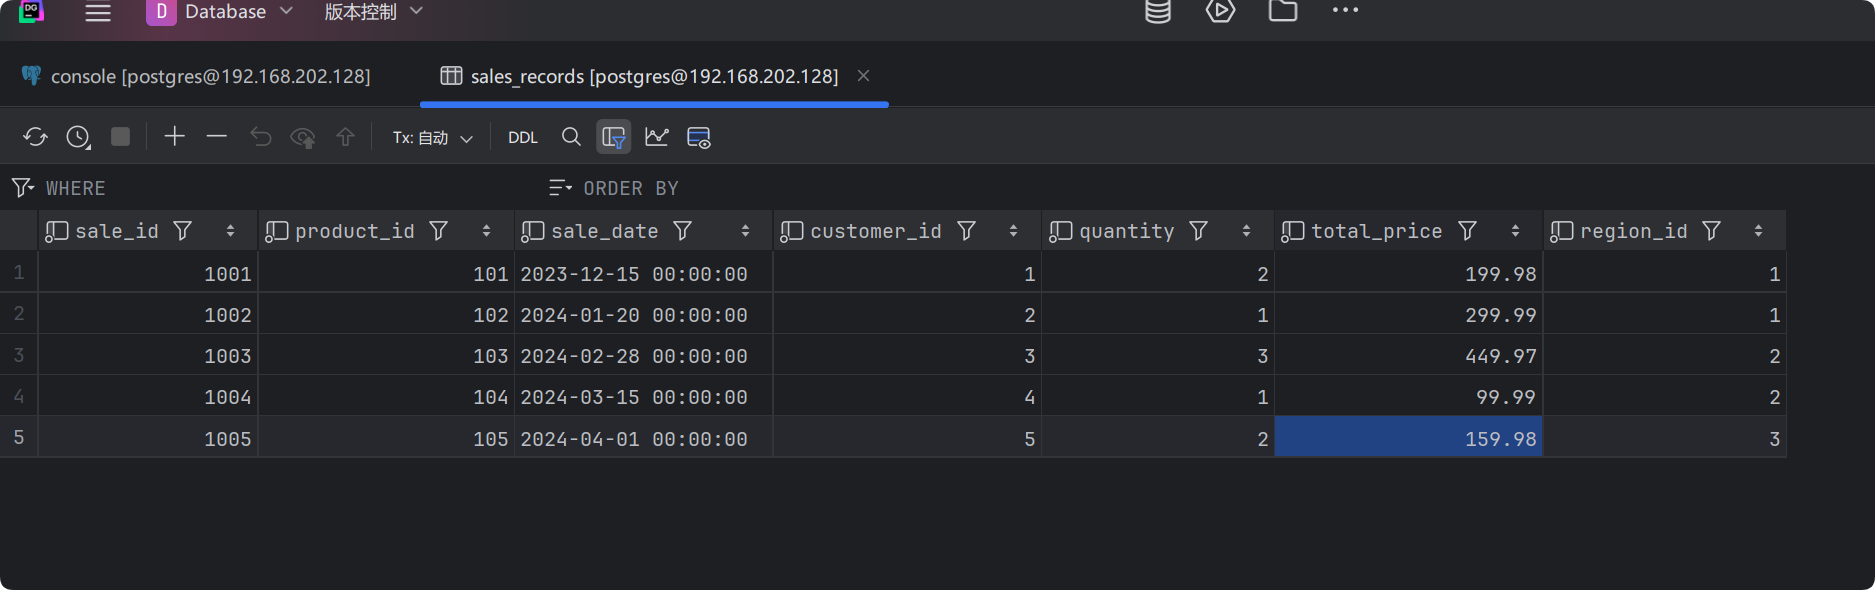 DG D Database 版本控制
console [postgres@192.168.202.128] sales_records [postgres@192.168.202.128]
Tx: 自动 DDL
WHERE ORDER BY
sale_id product_id sale_date customer_id quantity total_price region_id
1 1001 101 2023-12-15 00:00:00 1 2 199.98 1
2 1002 102 2024-01-20 00:00:00 2 1 299.99 1
3 1003 103 2024-02-28 00:00:00 3 3 449.97 2
4 1004 104 2024-03-15 00:00:00 4 1 99.99 2
5 1005 105 2024-04-01 00:00:00 5 2 159.98 3